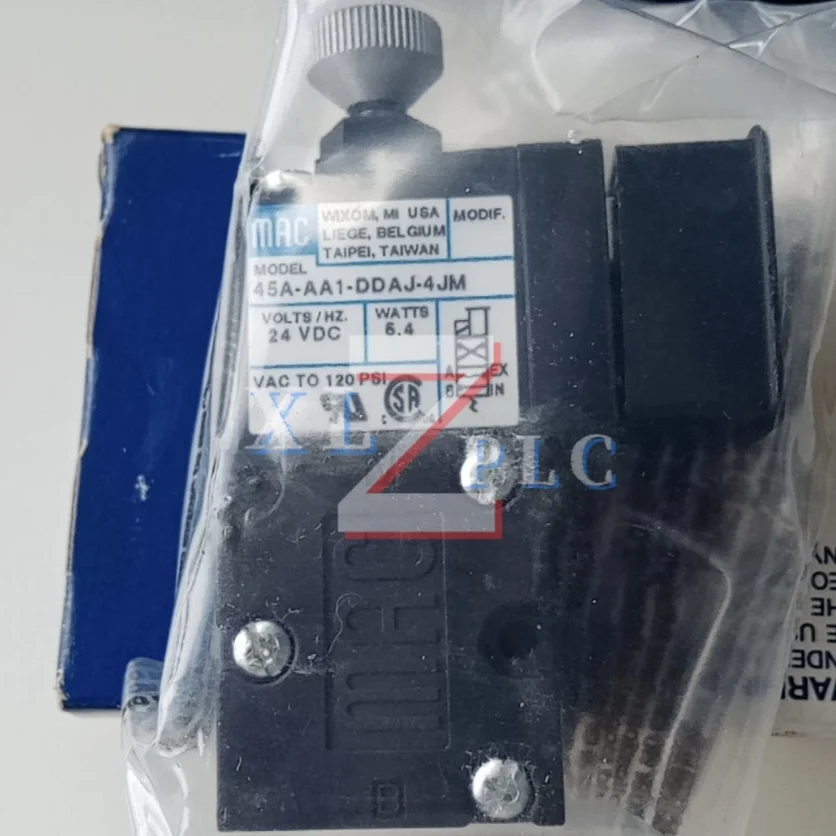 MAC
WIXOM, MI USA
LIEGE, BELGIUM
TAIPEI, TAIWAN
MODIF.
MODEL
45A-AA1-DDAJ-4JM
VOLTS/HZ.
24 VDC
WATTS
5.4
VAC TO 120 PSI
A EX
B IN
XLZ PLC
MAC